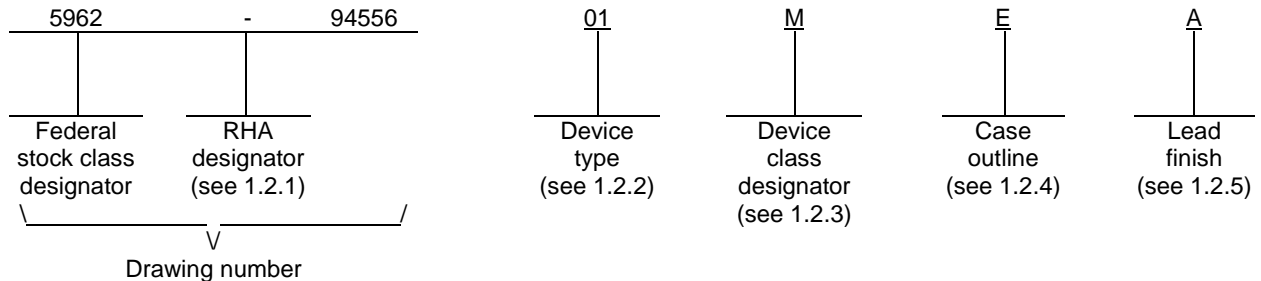 5962 - 94556 01 M E A
Federal stock class designator
RHA designator (see 1.2.1)
Device type (see 1.2.2)
Device class designator (see 1.2.3)
Case outline (see 1.2.4)
Lead finish (see 1.2.5)
\ /
\/
Drawing number